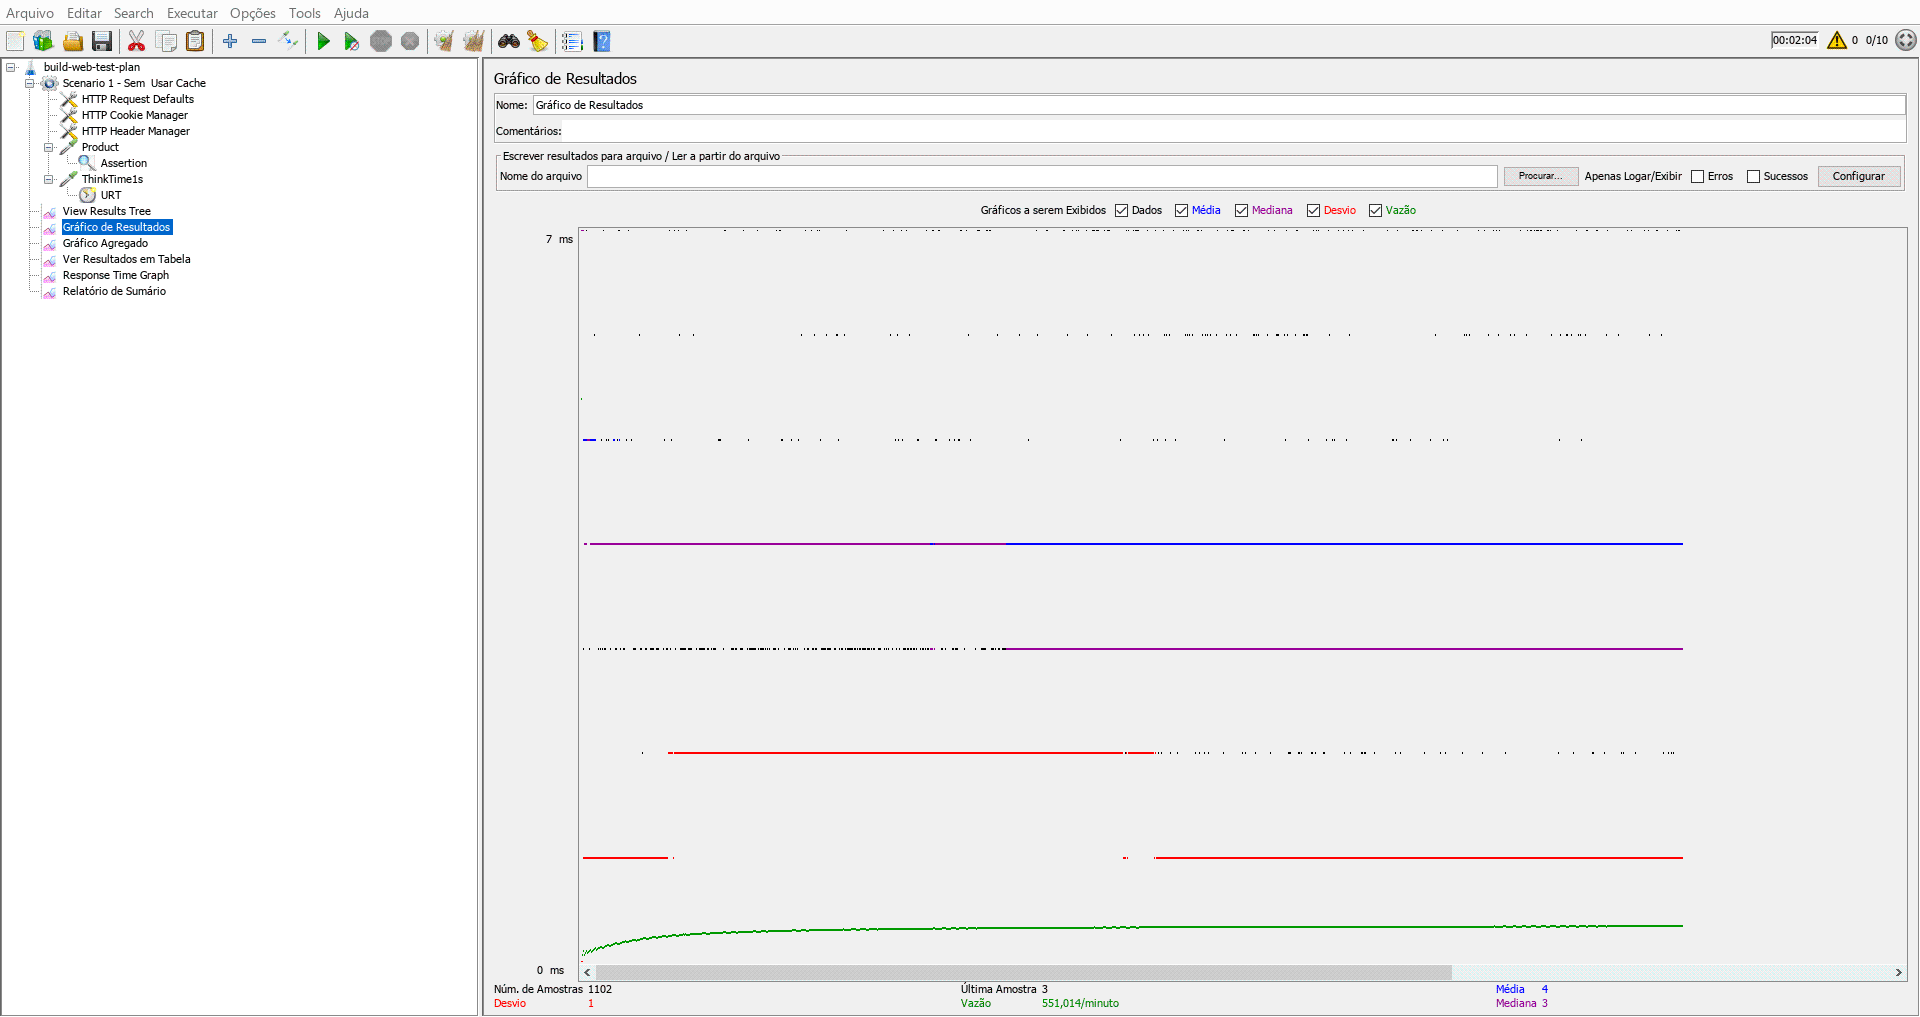 Arquivo Editar Search Executar Opções Tools Ajuda
00:02:04 0 0/10
build-web-test-plan
Scenario 1 - Sem Usar Cache
HTTP Request Defaults
HTTP Cookie Manager
HTTP Header Manager
Product
Assertion
ThinkTime1s
URT
View Results Tree
Gráfico de Resultados
Gráfico Agregado
Ver Resultados em Tabela
Response Time Graph
Relatório de Sumário
Gráfico de Resultados
Nome: Gráfico de Resultados
Comentários:
Escrever resultados para arquivo / Ler a partir do arquivo
Nome do arquivo Procurar... Apenas Logar/Exibir Erros Sucessos Configurar
Gráficos a serem Exibidos Dados Média Mediana Desvio Vazão
7 ms
0 ms
Núm. de Amostras 1102 Última Amostra 3 Média 4
Desvio 1 Vazão 551,014/minuto Mediana 3